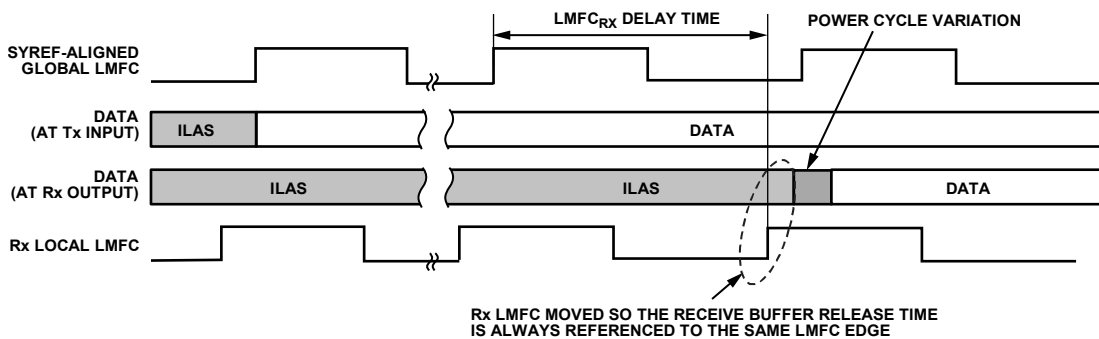 LMFCRX DELAY TIME
POWER CYCLE VARIATION
SYREF-ALIGNED
GLOBAL LMFC
DATA
(AT Tx INPUT)
ILAS
DATA
DATA
(AT Rx OUTPUT)
ILAS
ILAS
DATA
Rx LOCAL LMFC
Rx LMFC MOVED SO THE RECEIVE BUFFER RELEASE TIME
IS ALWAYS REFERENCED TO THE SAME LMFC EDGE